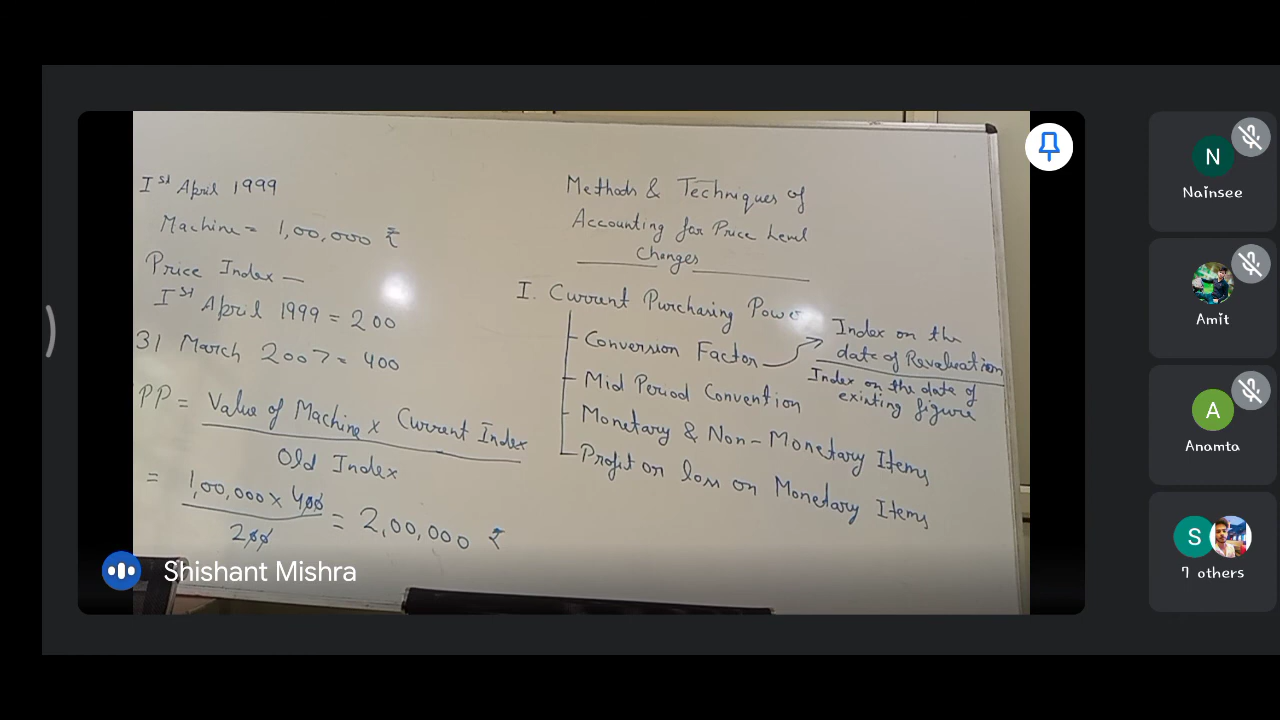 Ist April 1999
Machine = 1,00,000 ₹
Price Index —
Ist April 1999 = 200
31 March 2007 = 400
PP = Value of Machine x Current Index
Old Index
= 1,00,000 x 400
200
= 2,00,000 ₹
Methods & Techniques of
Accounting for Price Level
Changes
I. Current Purchasing Power
Conversion Factor
Index on the
date of Revaluation
Index on the date of
existing figure
Mid Period Convention
Monetary & Non-Monetary Items
Profit or loss on Monetary Items
Shishant Mishra
N
Nainsee
Amit
A
Anamta
S
7 others